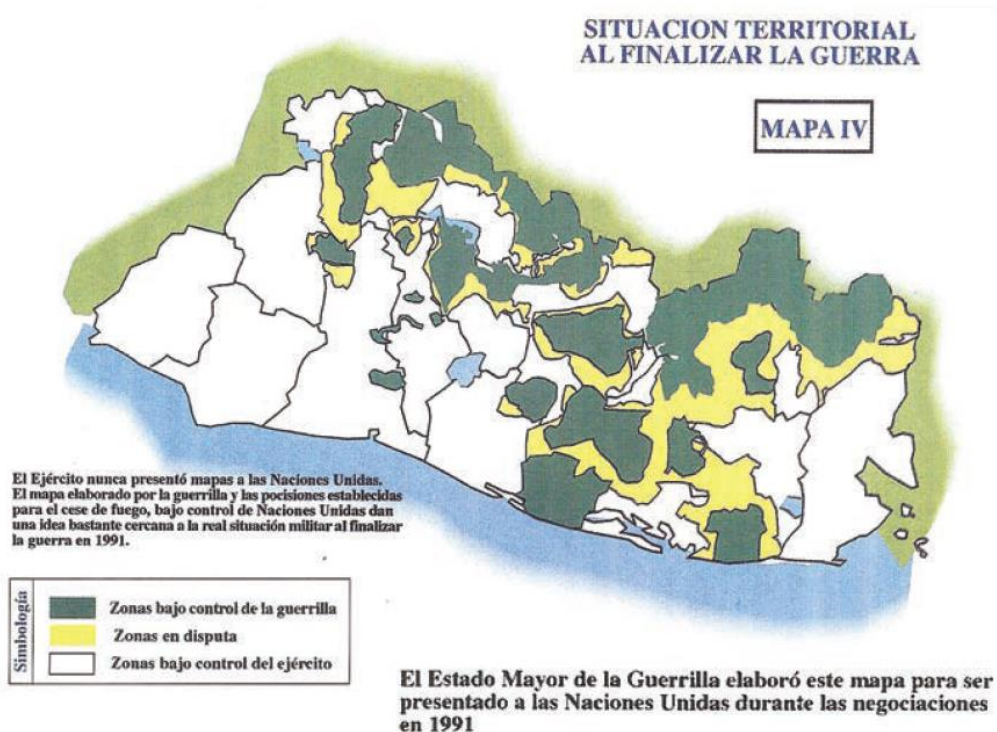 SITUACION TERRITORIAL
AL FINALIZAR LA GUERRA
MAPA IV
El Ejército nunca presentó mapas a las Naciones Unidas.
El mapa elaborado por la guerrilla y las pocisiones establecidas
para el cese de fuego, bajo control de Naciones Unidas dan
una idea bastante cercana a la real situación militar al finalizar
la guerra en 1991.
Simbología
Zonas bajo control de la guerrilla
Zonas en disputa
Zonas bajo control del ejército
El Estado Mayor de la Guerrilla elaboró este mapa para ser
presentado a las Naciones Unidas durante las negociaciones
en 1991